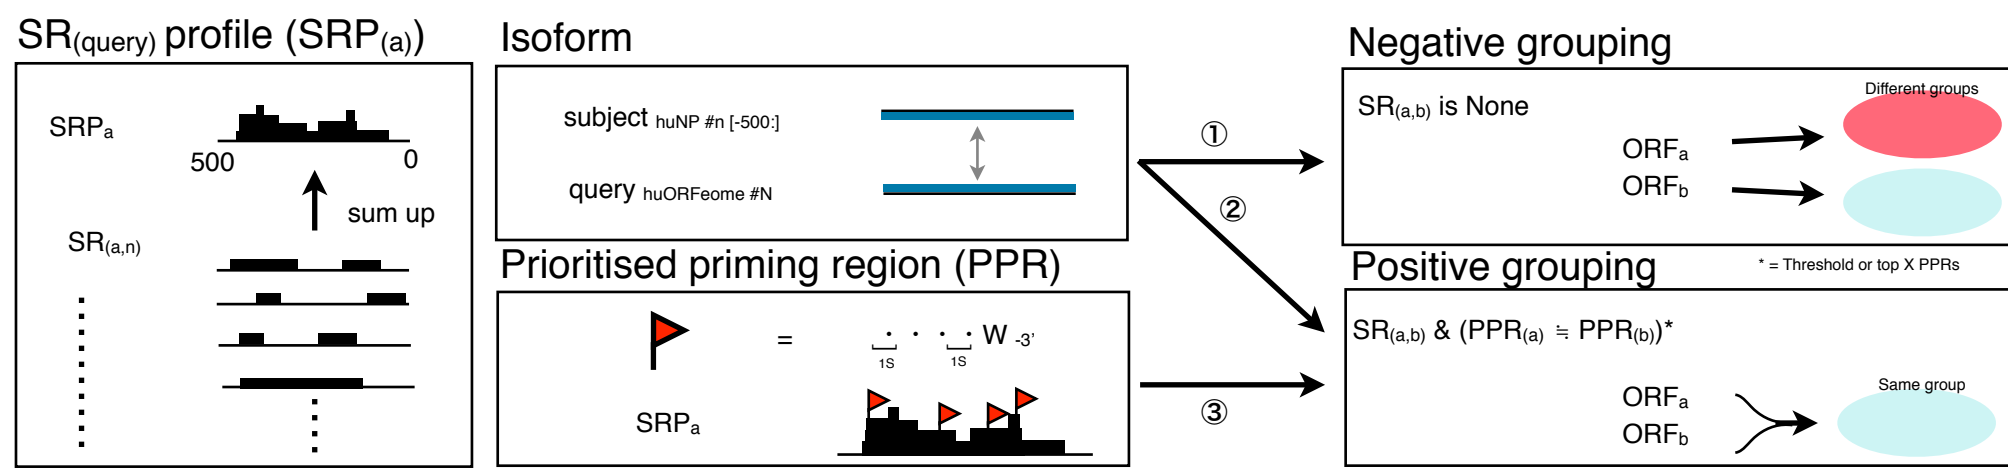 SR(query) profile (SRP(a))
SRPa
500 0
sum up
SR(a,n)
Isoform
subject huNP #n [-500:]
query huORFeome #N
Prioritised priming region (PPR)
= · · · · W -3'
1S 1S
SRPa
①
②
③
Negative grouping
Different groups
SR(a,b) is None
ORFa
ORFb
Positive grouping
* = Threshold or top X PPRs
SR(a,b) & (PPR(a) ≒ PPR(b))*
Same group
ORFa
ORFb